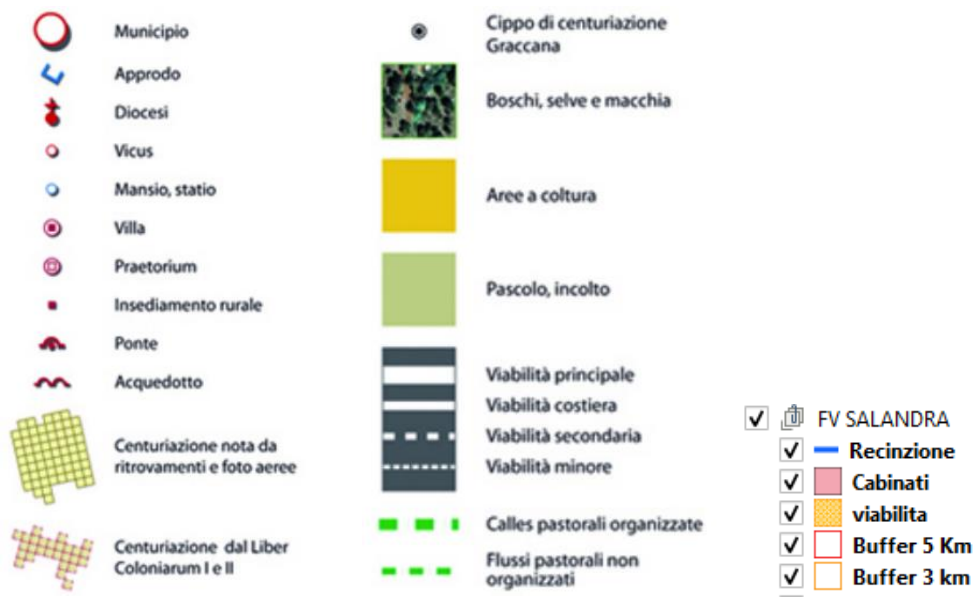 Municipio
Approdo
Diocesi
Vicus
Mansio, statio
Villa
Praetorium
Insediamento rurale
Ponte
Acquedotto
Centuriazione nota da
ritrovamenti e foto aeree
Centuriazione dal Liber
Coloniarum I e II
Cippo di centuriazione
Graccana
Boschi, selve e macchia
Aree a coltura
Pascolo, incolto
Viabilità principale
Viabilità costiera
Viabilità secondaria
Viabilità minore
Calles pastorali organizzate
Flussi pastorali non
organizzati
FV SALANDRA
Recinzione
Cabinati
viabilita
Buffer 5 Km
Buffer 3 km